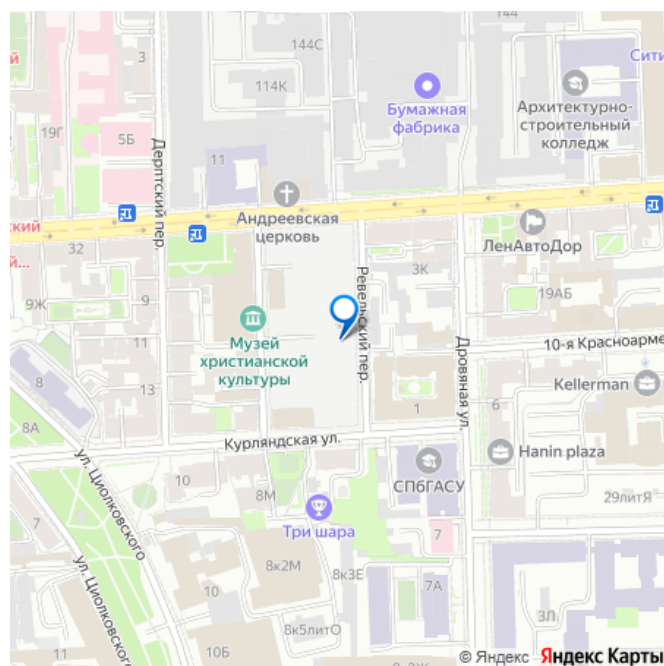 144
144С
3
114К
Бумажная
фабрика
Сити
Архитектурно-
строительный
колледж
19Г
5Б
Дерптский пер.
11
Андреевская
церковь
ский
й...
32
ЛенАвтоДор
9Ж
9
3К
Ревельский пер.
19АБ
Музей
христианской
культуры
11
13
10-я Красноарме
Дровяная ул.
8
8А
Kellerman
1
6
Курляндская ул.
Hanin plaza
ул. Циолковского
10
8М
СПбГАСУ
29литЯ
7
Три шара
7
8к2М
8к3Е
10
7А
ул. Циолковского
3Л
8к5литО
11
10Б
© Яндекс Яндекс Карты